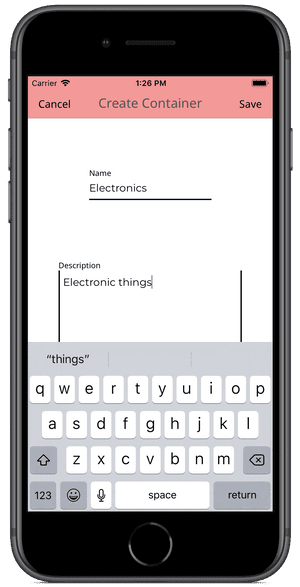 Carrier 1:26 PM
Cancel Create Container Save
Name
Electronics
Description
Electronic things
“things”
q w e r t y u i o p
a s d f g h j k l
z x c v b n m
123 space return